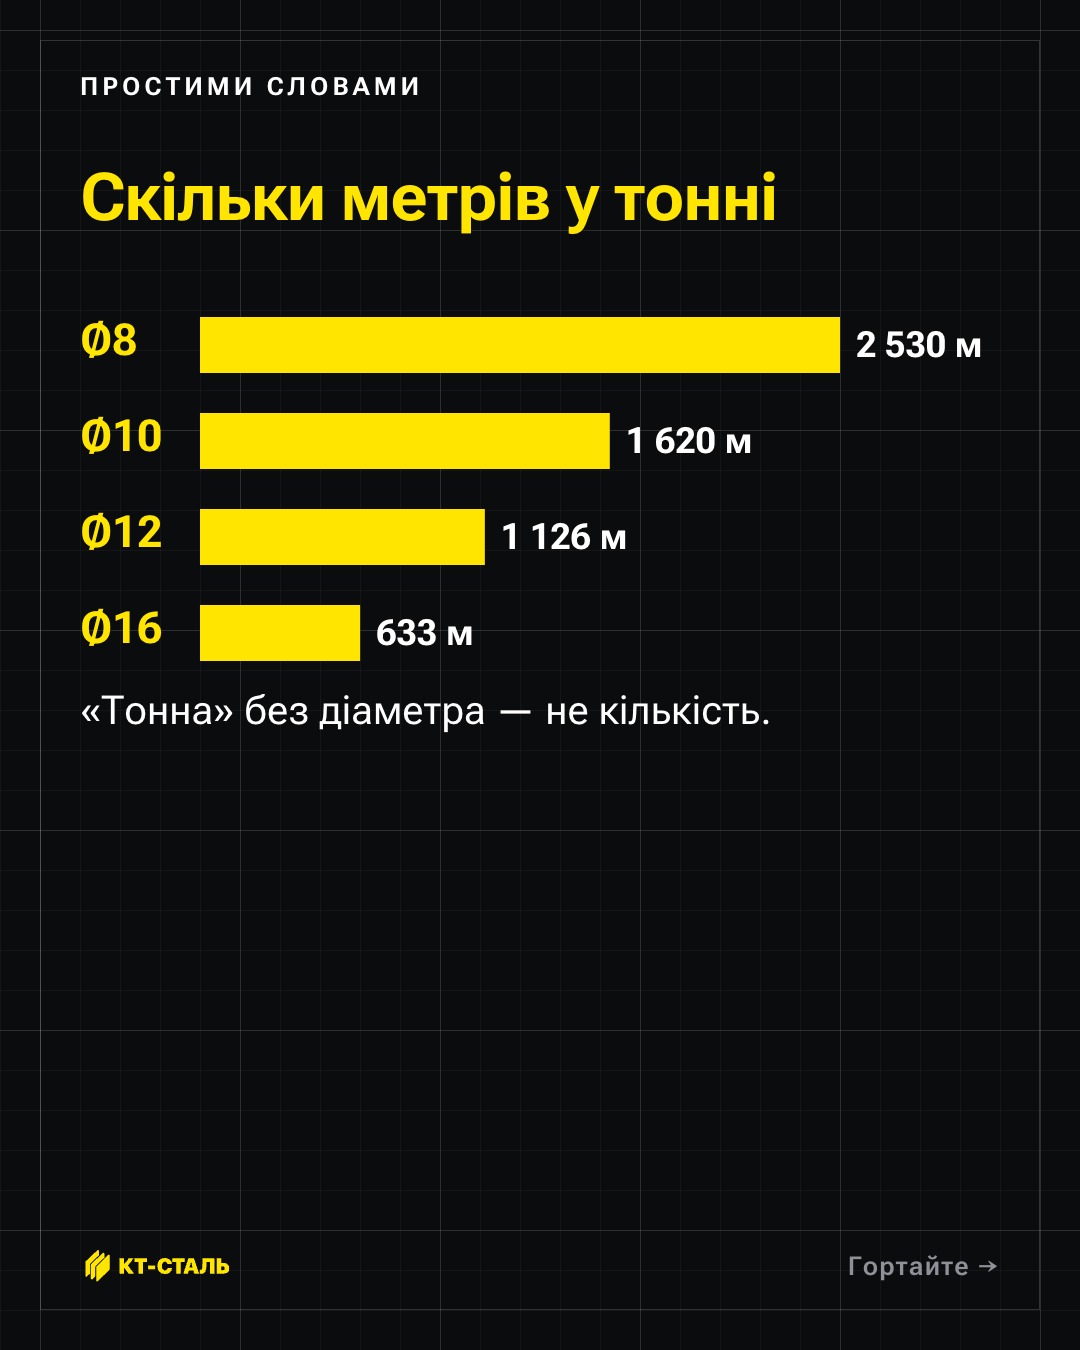 ПРОСТИМИ СЛОВАМИ
Скільки метрів у тонні
Ø8 2 530 м
Ø10 1 620 м
Ø12 1 126 м
Ø16 633 м
«Тонна» без діаметра — не кількість.
КТ-СТАЛЬ
Гортайте →